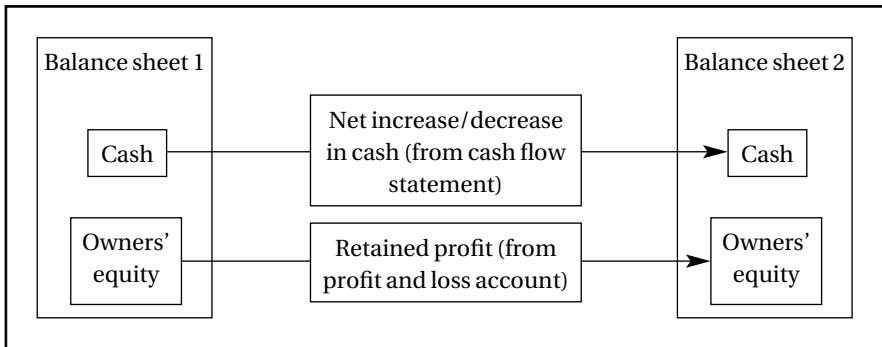 Balance sheet 1
Cash
Owners'
equity
Net increase/decrease
in cash (from cash flow
statement)
Retained profit (from
profit and loss account)
Balance sheet 2
Cash
Owners'
equity